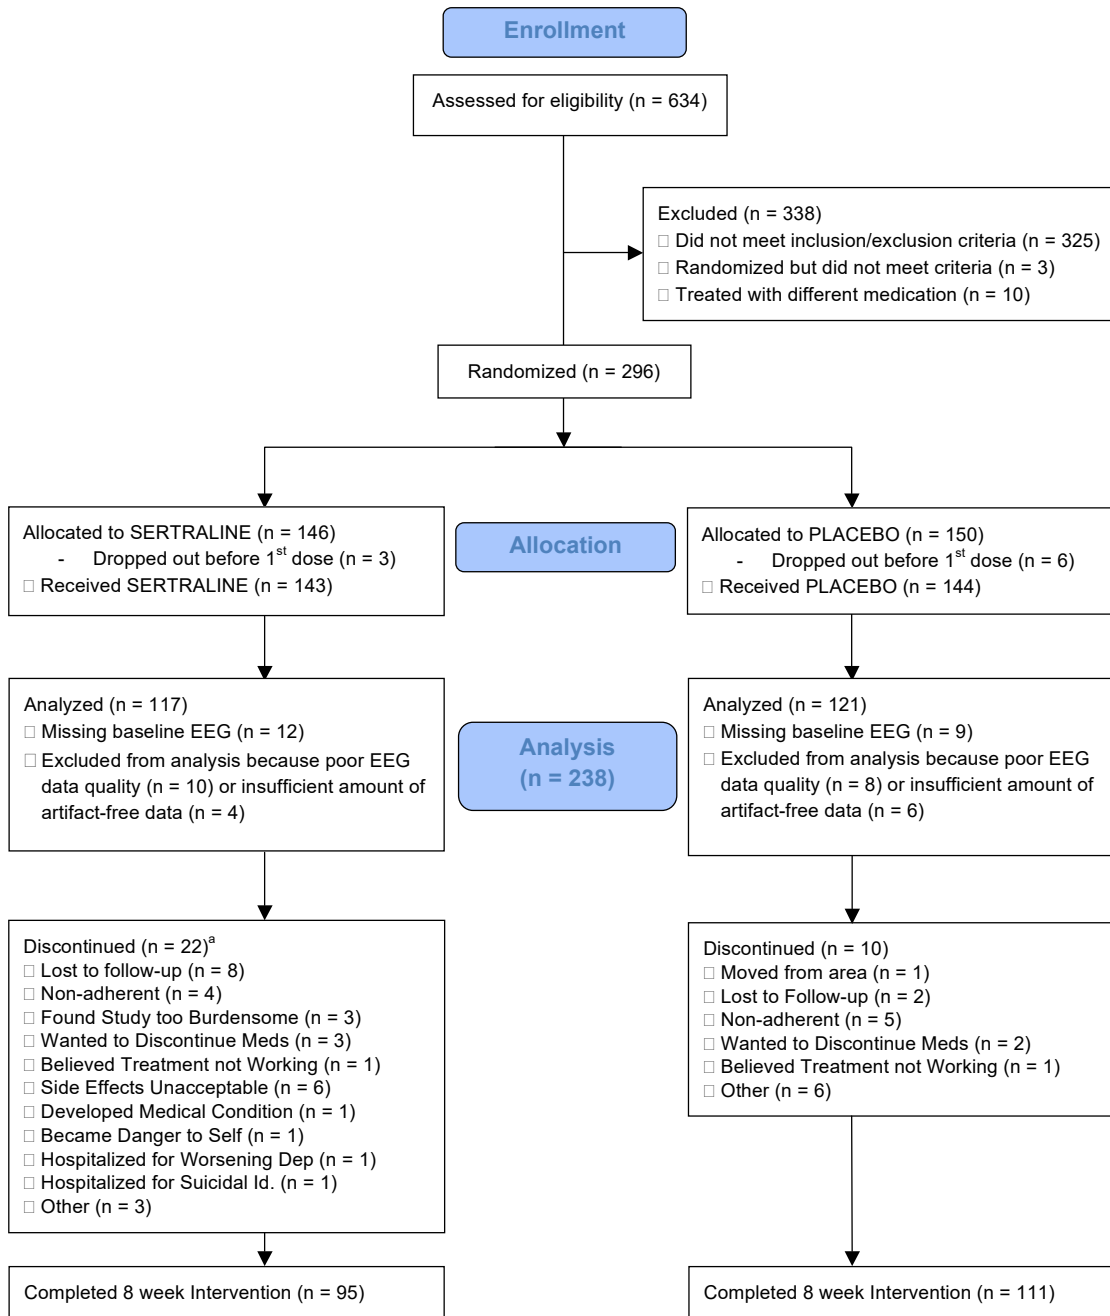 Enrollment
Assessed for eligibility (n = 634)
Excluded (n = 338)
□ Did not meet inclusion/exclusion criteria (n = 325)
□ Randomized but did not meet criteria (n = 3)
□ Treated with different medication (n = 10)
Randomized (n = 296)
Allocated to SERTRALINE (n = 146)
- Dropped out before 1st dose (n = 3)
□ Received SERTRALINE (n = 143)
Allocation
Allocated to PLACEBO (n = 150)
- Dropped out before 1st dose (n = 6)
□ Received PLACEBO (n = 144)
Analyzed (n = 117)
□ Missing baseline EEG (n = 12)
□ Excluded from analysis because poor EEG
data quality (n = 10) or insufficient amount of
artifact-free data (n = 4)
Analysis
(n = 238)
Analyzed (n = 121)
□ Missing baseline EEG (n = 9)
□ Excluded from analysis because poor EEG
data quality (n = 8) or insufficient amount of
artifact-free data (n = 6)
Discontinued (n = 22)a
□ Lost to follow-up (n = 8)
□ Non-adherent (n = 4)
□ Found Study too Burdensome (n = 3)
□ Wanted to Discontinue Meds (n = 3)
□ Believed Treatment not Working (n = 1)
□ Side Effects Unacceptable (n = 6)
□ Developed Medical Condition (n = 1)
□ Became Danger to Self (n = 1)
□ Hospitalized for Worsening Dep (n = 1)
□ Hospitalized for Suicidal Id. (n = 1)
□ Other (n = 3)
Discontinued (n = 10)
□ Moved from area (n = 1)
□ Lost to Follow-up (n = 2)
□ Non-adherent (n = 5)
□ Wanted to Discontinue Meds (n = 2)
□ Believed Treatment not Working (n = 1)
□ Other (n = 6)
Completed 8 week Intervention (n = 95)
Completed 8 week Intervention (n = 111)